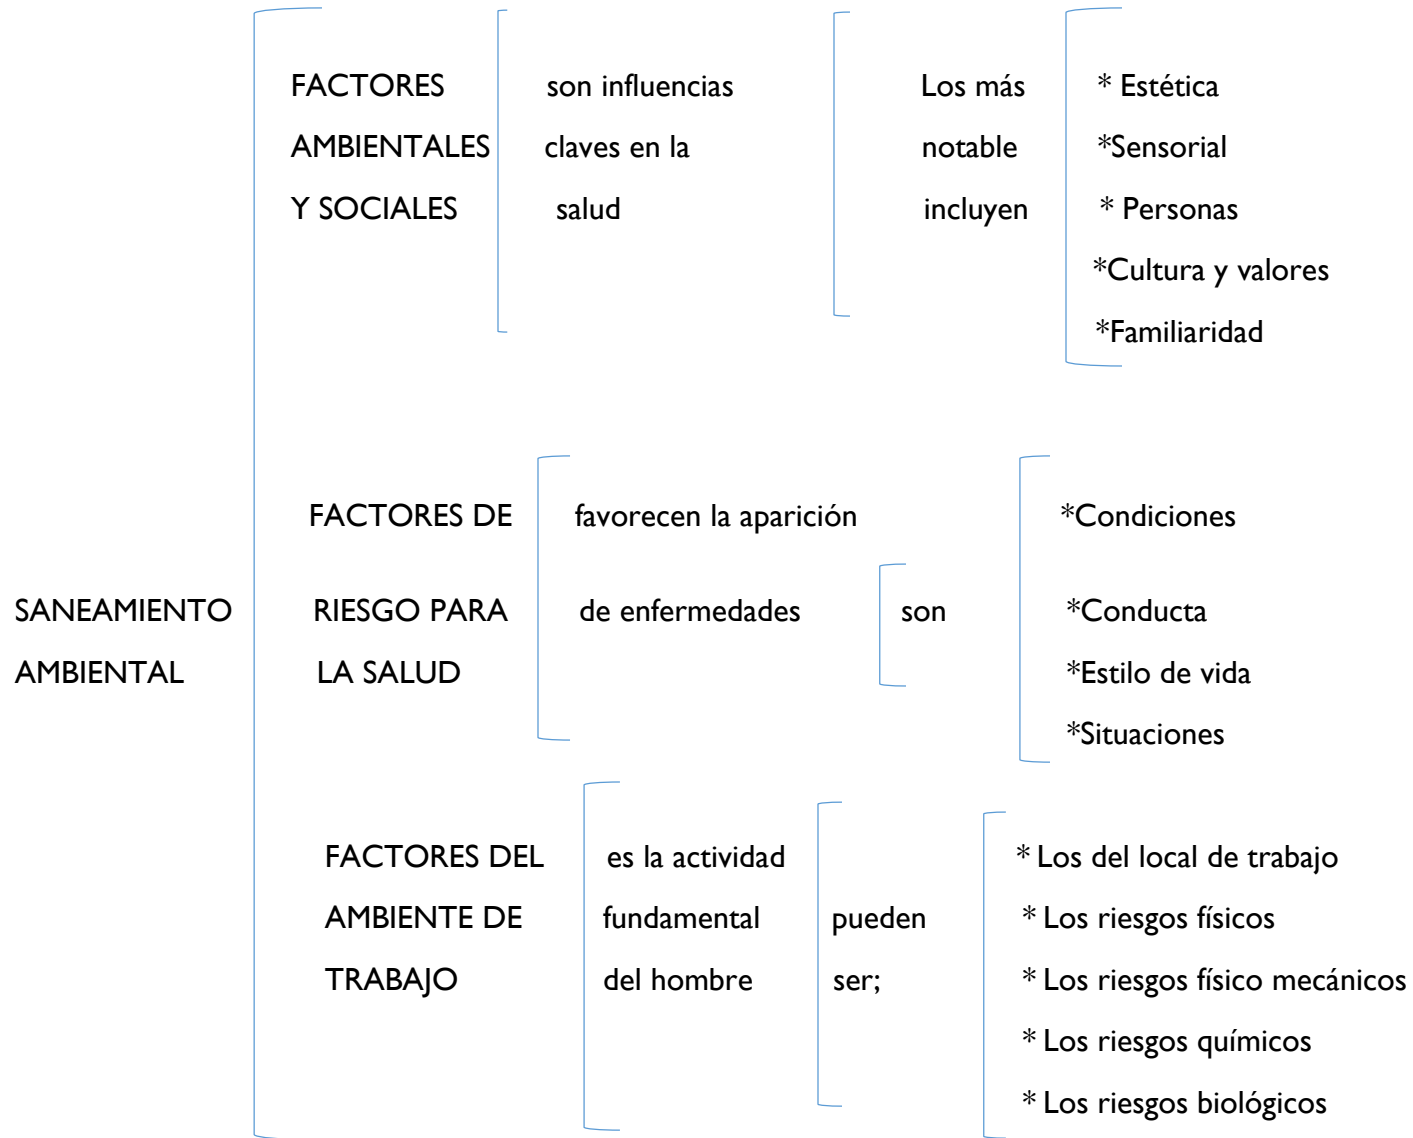 FACTORES son influencias Los más * Estética
AMBIENTALES claves en la notable *Sensorial
Y SOCIALES salud incluyen * Personas
*Cultura y valores
*Familiaridad
FACTORES DE favorecen la aparición *Condiciones
SANEAMIENTO RIESGO PARA de enfermedades son *Conducta
AMBIENTAL LA SALUD *Estilo de vida
*Situaciones
FACTORES DEL es la actividad * Los del local de trabajo
AMBIENTE DE fundamental pueden * Los riesgos físicos
TRABAJO del hombre ser; * Los riesgos físico mecánicos
* Los riesgos químicos
* Los riesgos biológicos